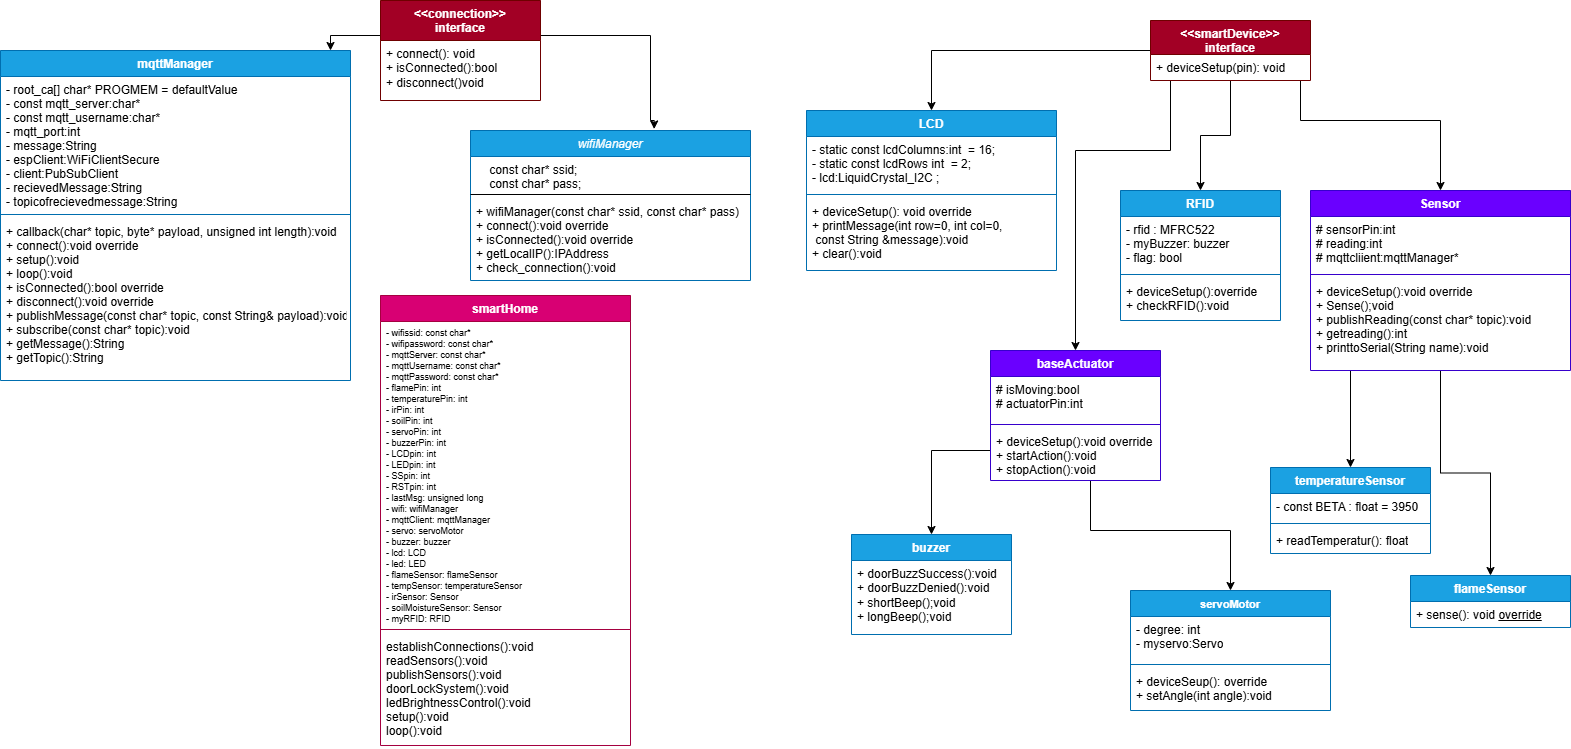 <<connection>>
interface
+ connect(): void
+ isConnected():bool
+ disconnect()void
mqttManager
- root_ca[] char* PROGMEM = defaultValue
- const mqtt_server:char*
- const mqtt_username:char*
- mqtt_port:int
- message:String
- espClient:WiFiClientSecure
- client:PubSubClient
- recievedMessage:String
- topicofrecievedmessage:String
+ callback(char* topic, byte* payload, unsigned int length):void
+ connect():void override
+ setup():void
+ loop():void
+ isConnected():bool override
+ disconnect():void override
+ publishMessage(const char* topic, const String& payload):void
+ subscribe(const char* topic):void
+ getMessage():String
+ getTopic():String
wifiManager
const char* ssid;
const char* pass;
+ wifiManager(const char* ssid, const char* pass)
+ connect():void override
+ isConnected():void override
+ getLocalIP():IPAddress
+ check_connection():void
smartHome
- wifissid: const char*
- wifipassword: const char*
- mqttServer: const char*
- mqttUsername: const char*
- mqttPassword: const char*
- flamePin: int
- temperaturePin: int
- irPin: int
- soilPin: int
- servoPin: int
- buzzerPin: int
- LCDpin: int
- LEDpin: int
- SSpin: int
- RSTpin: int
- lastMsg: unsigned long
- wifi: wifiManager
- mqttClient: mqttManager
- servo: servoMotor
- buzzer: buzzer
- lcd: LCD
- led: LED
- flameSensor: flameSensor
- tempSensor: temperatureSensor
- irSensor: Sensor
- soilMoistureSensor: Sensor
- myRFID: RFID
establishConnections():void
readSensors():void
publishSensors():void
doorLockSystem():void
ledBrightnessControl():void
setup():void
loop():void
<<smartDevice>>
interface
+ deviceSetup(pin): void
LCD
- static const lcdColumns:int = 16;
- static const lcdRows int = 2;
- lcd:LiquidCrystal_I2C ;
+ deviceSetup(): void override
+ printMessage(int row=0, int col=0,
const String &message):void
+ clear():void
RFID
- rfid : MFRC522
- myBuzzer: buzzer
- flag: bool
+ deviceSetup():override
+ checkRFID():void
Sensor
# sensorPin:int
# reading:int
# mqttcliient:mqttManager*
+ deviceSetup():void override
+ Sense();void
+ publishReading(const char* topic):void
+ getreading():int
+ printtoSerial(String name):void
baseActuator
# isMoving:bool
# actuatorPin:int
+ deviceSetup():void override
+ startAction():void
+ stopAction():void
buzzer
+ doorBuzzSuccess():void
+ doorBuzzDenied():void
+ shortBeep();void
+ longBeep();void
servoMotor
- degree: int
- myservo:Servo
+ deviceSeup(): override
+ setAngle(int angle):void
temperatureSensor
- const BETA : float = 3950
+ readTemperatur(): float
flameSensor
+ sense(): void override